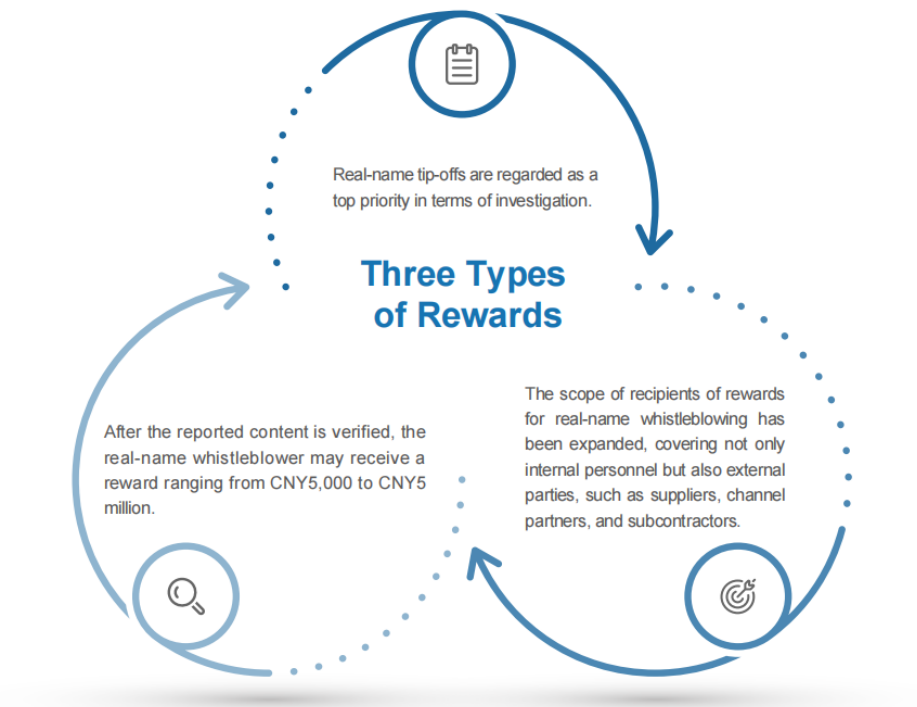 Real-name tip-offs are regarded as a
top priority in terms of investigation.
Three Types
of Rewards
The scope of recipients of rewards
for real-name whistleblowing has
been expanded, covering not only
internal personnel but also external
parties, such as suppliers, channel
partners, and subcontractors.
After the reported content is verified, the
real-name whistleblower may receive a
reward ranging from CNY5,000 to CNY5
million.